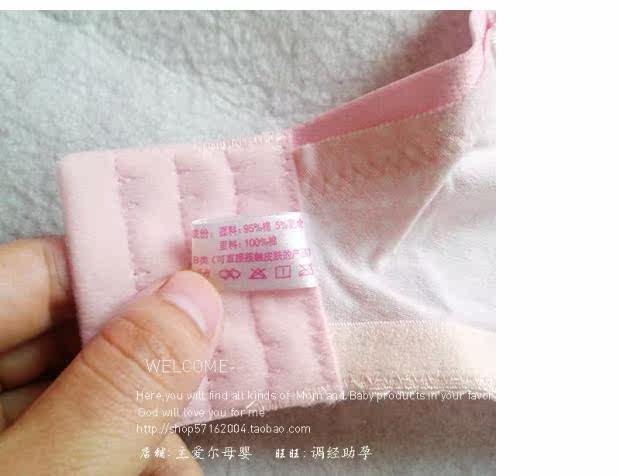 成份：面料：95%棉 5%氨纶
里料：100%棉
B类《可直接接触皮肤的产品》
WELCOME-
Here,you will find all kinds of Mom and Baby products in your favor
God will love you for me
http://shop57162004.taobao.com
店铺：主爱尔母婴 旺旺：调经助孕